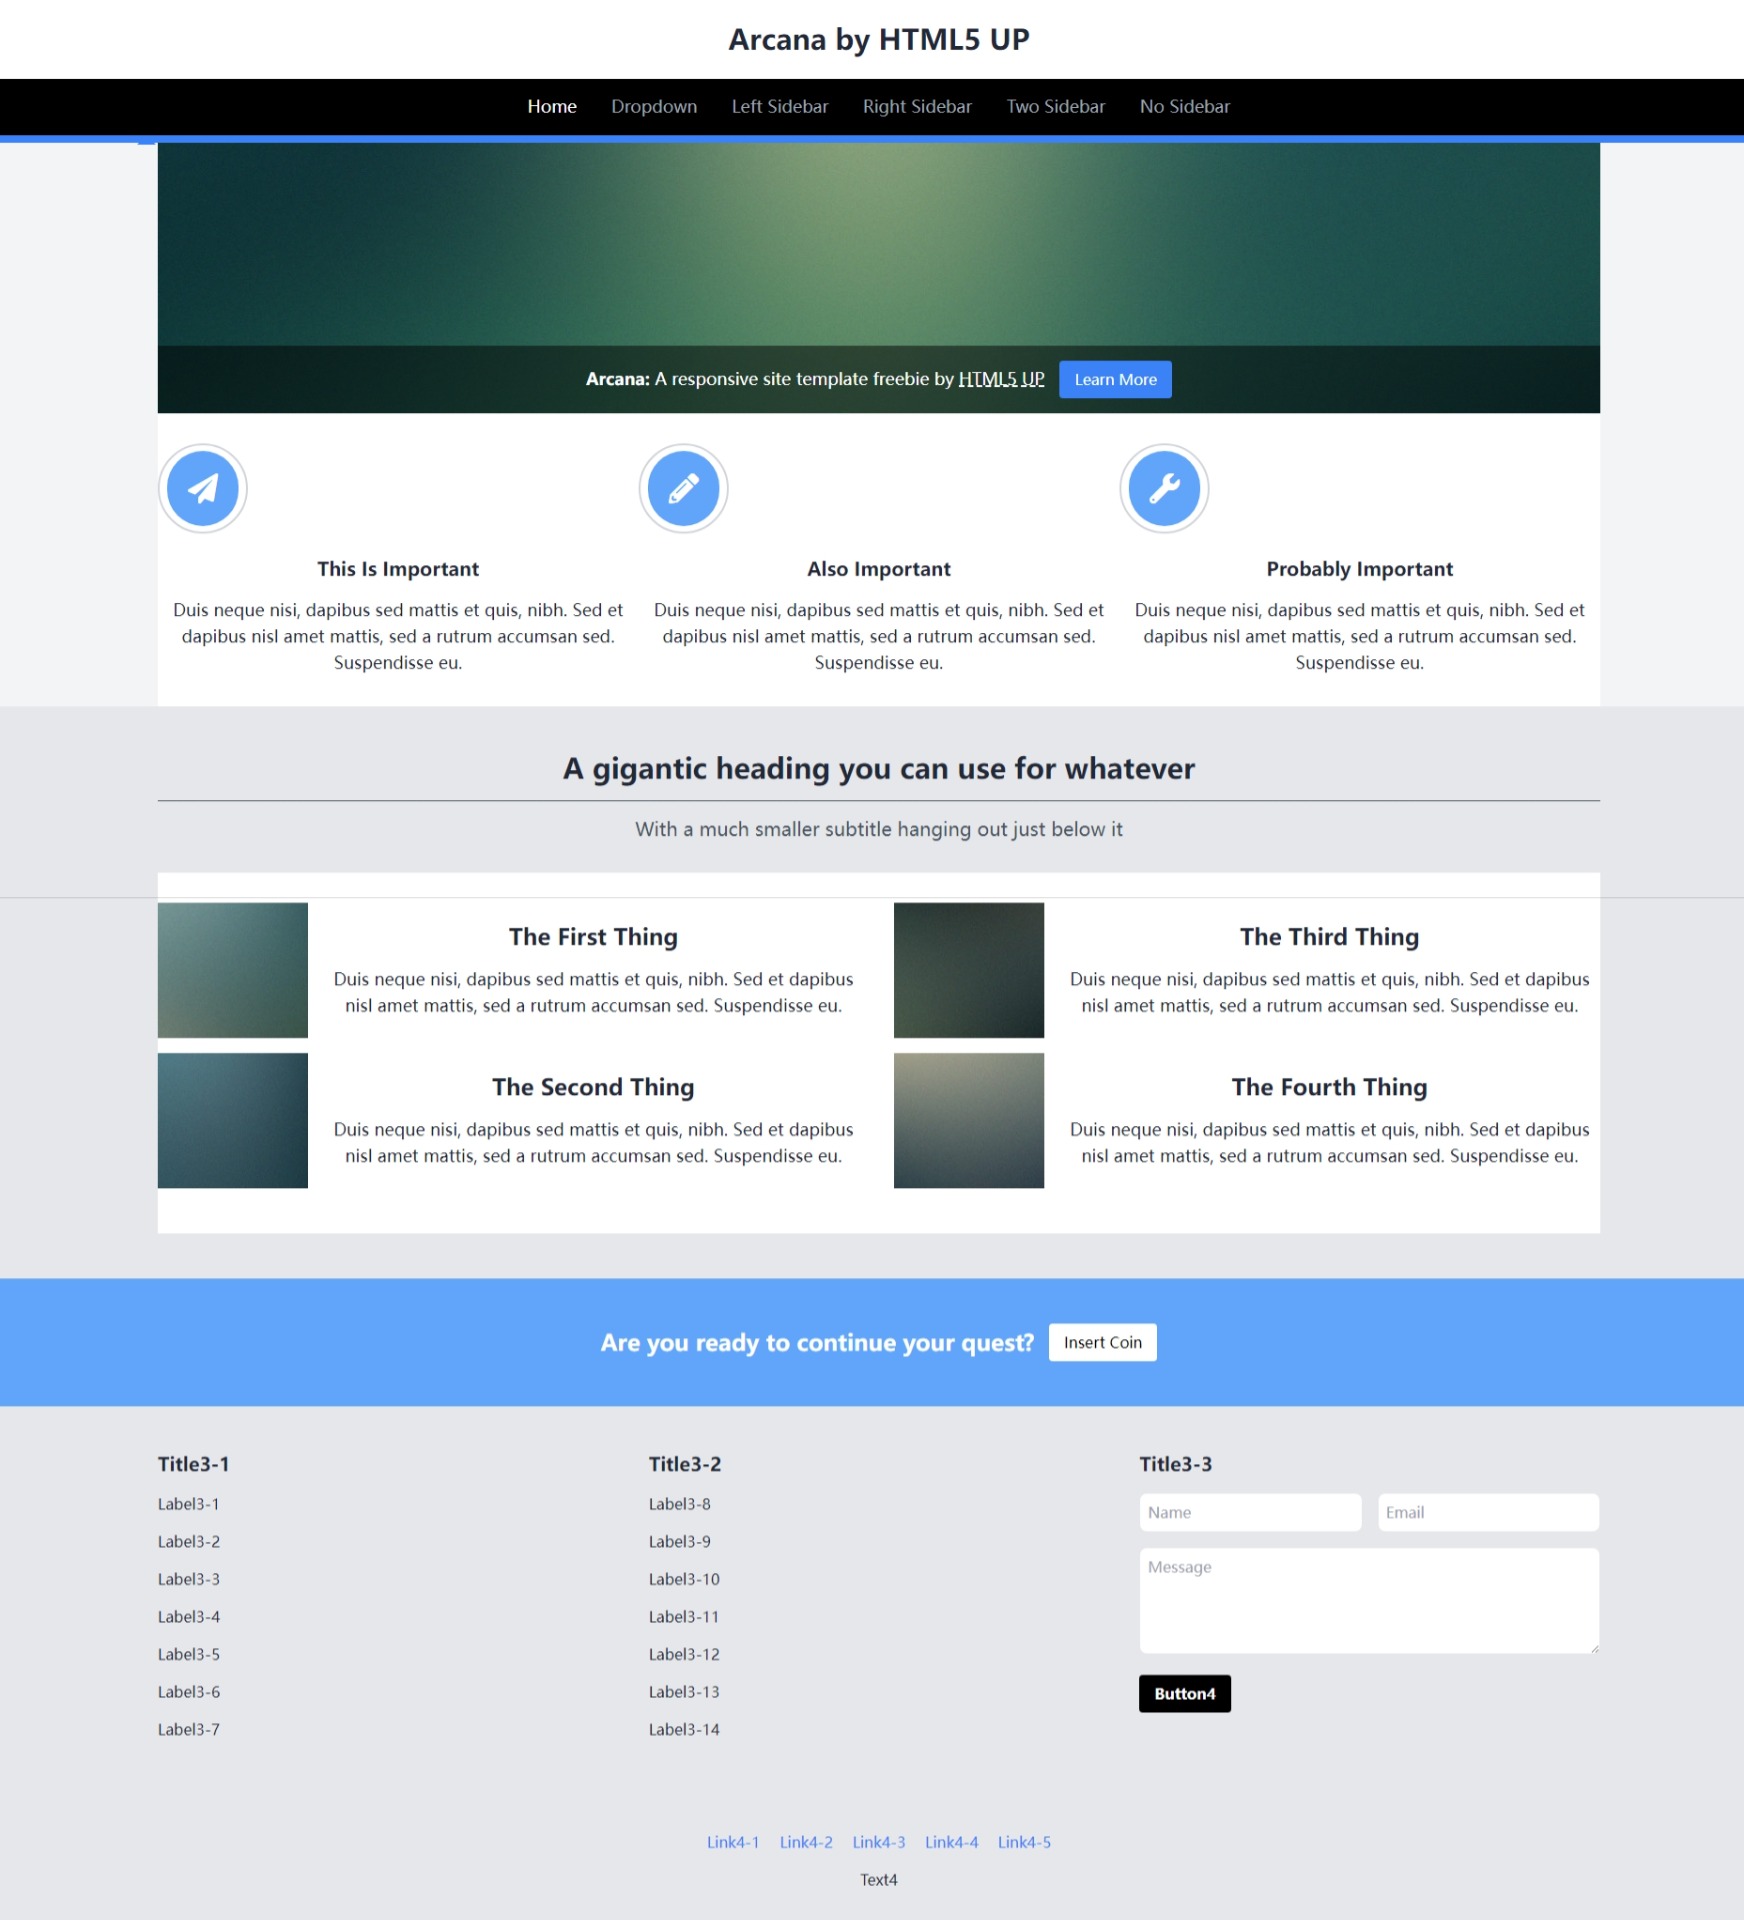 Arcana by HTML5 UP
Home Dropdown Left Sidebar Right Sidebar Two Sidebar No Sidebar
Arcana: A responsive site template freebie by HTML5 UP Learn More
This Is Important
Duis neque nisi, dapibus sed mattis et quis, nibh. Sed et
dapibus nisl amet mattis, sed a rutrum accumsan sed.
Suspendisse eu.
Also Important
Duis neque nisi, dapibus sed mattis et quis, nibh. Sed et
dapibus nisl amet mattis, sed a rutrum accumsan sed.
Suspendisse eu.
Probably Important
Duis neque nisi, dapibus sed mattis et quis, nibh. Sed et
dapibus nisl amet mattis, sed a rutrum accumsan sed.
Suspendisse eu.
A gigantic heading you can use for whatever
With a much smaller subtitle hanging out just below it
The First Thing
Duis neque nisi, dapibus sed mattis et quis, nibh. Sed et dapibus
nisl amet mattis, sed a rutrum accumsan sed. Suspendisse eu.
The Third Thing
Duis neque nisi, dapibus sed mattis et quis, nibh. Sed et dapibus
nisl amet mattis, sed a rutrum accumsan sed. Suspendisse eu.
The Second Thing
Duis neque nisi, dapibus sed mattis et quis, nibh. Sed et dapibus
nisl amet mattis, sed a rutrum accumsan sed. Suspendisse eu.
The Fourth Thing
Duis neque nisi, dapibus sed mattis et quis, nibh. Sed et dapibus
nisl amet mattis, sed a rutrum accumsan sed. Suspendisse eu.
Are you ready to continue your quest? Insert Coin
Title3-1
Label3-1
Label3-2
Label3-3
Label3-4
Label3-5
Label3-6
Label3-7
Title3-2
Label3-8
Label3-9
Label3-10
Label3-11
Label3-12
Label3-13
Label3-14
Title3-3
Name Email
Message
Button4
Link4-1 Link4-2 Link4-3 Link4-4 Link4-5
Text4